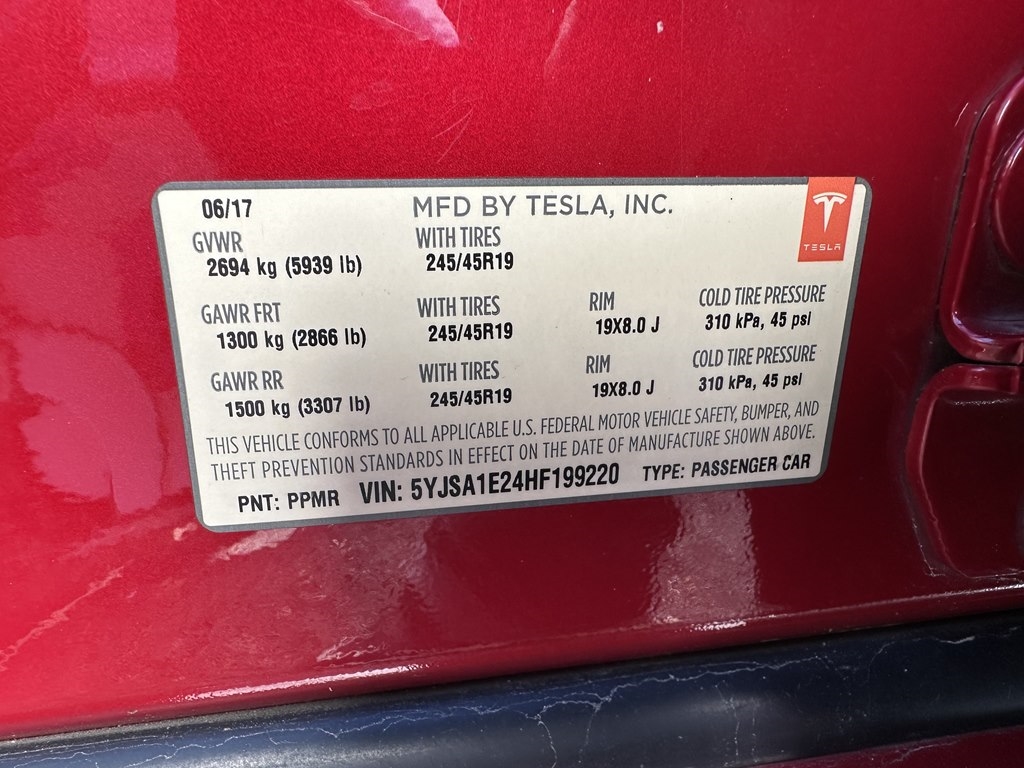 06/17 MFD BY TESLA, INC.
TESLA
GVWR WITH TIRES
2694 kg (5939 lb) 245/45R19
GAWR FRT WITH TIRES RIM COLD TIRE PRESSURE
1300 kg (2866 lb) 245/45R19 19X8.0 J 310 kPa, 45 psi
GAWR RR WITH TIRES RIM COLD TIRE PRESSURE
1500 kg (3307 lb) 245/45R19 19X8.0 J 310 kPa, 45 psi
THIS VEHICLE CONFORMS TO ALL APPLICABLE U.S. FEDERAL MOTOR VEHICLE SAFETY, BUMPER, AND
THEFT PREVENTION STANDARDS IN EFFECT ON THE DATE OF MANUFACTURE SHOWN ABOVE.
PNT: PPMR VIN: 5YJSA1E24HF199220 TYPE: PASSENGER CAR